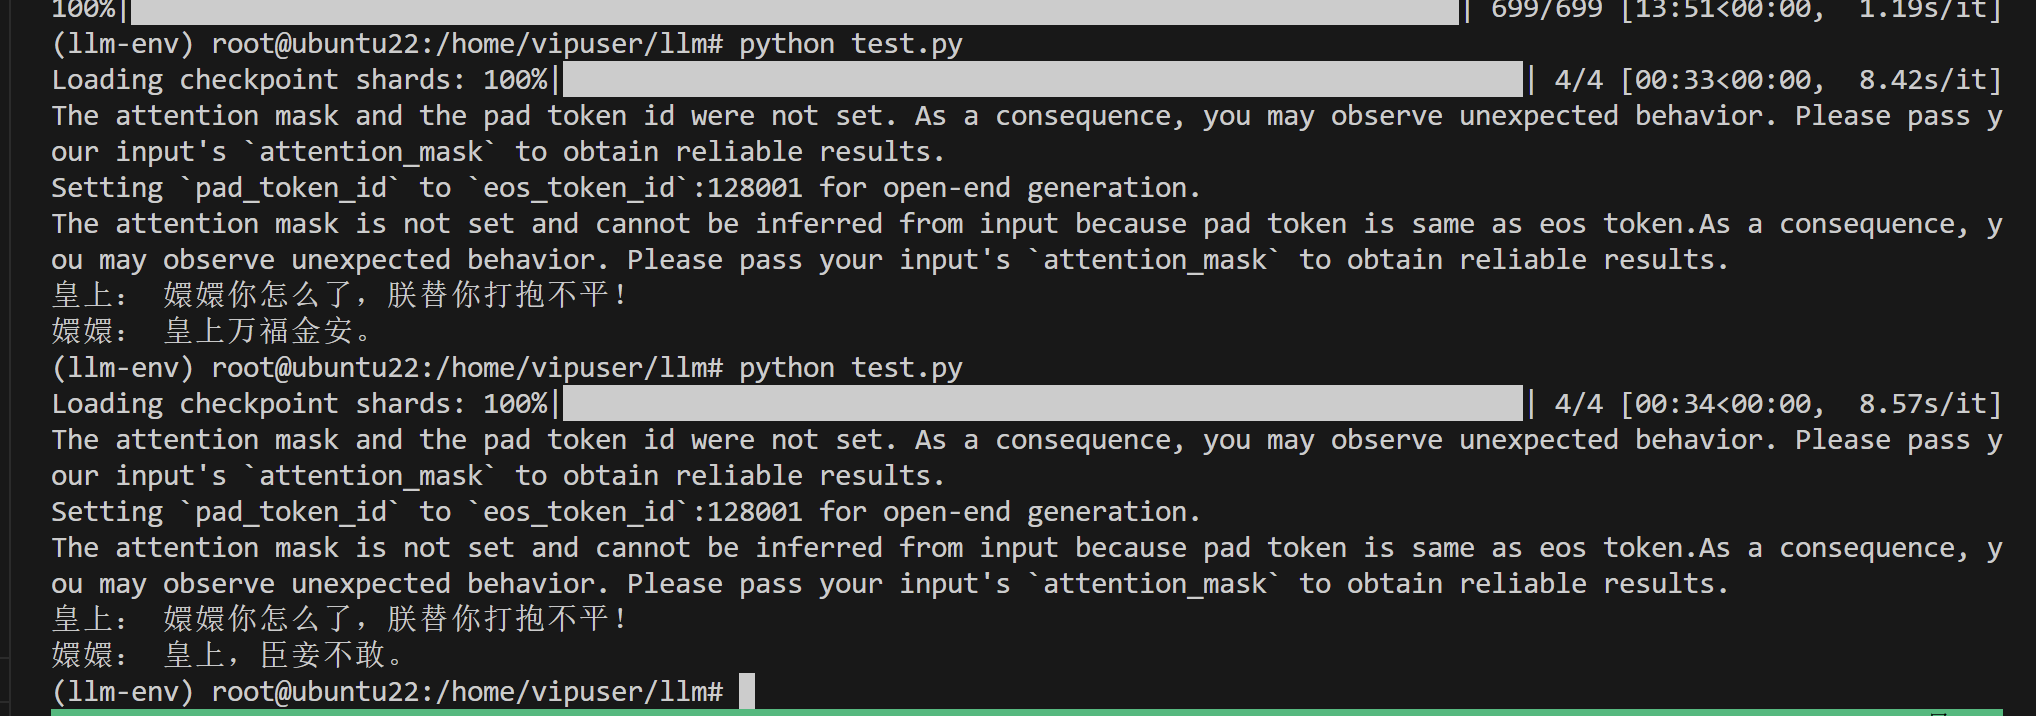 100%| | 699/699 [13:51<00:00, 1.19s/it]
(llm-env) root@ubuntu22:/home/vipuser/llm# python test.py
Loading checkpoint shards: 100%| | 4/4 [00:33<00:00, 8.42s/it]
The attention mask and the pad token id were not set. As a consequence, you may observe unexpected behavior. Please pass y
our input's `attention_mask` to obtain reliable results.
Setting `pad_token_id` to `eos_token_id`:128001 for open-end generation.
The attention mask is not set and cannot be inferred from input because pad token is same as eos token.As a consequence, y
ou may observe unexpected behavior. Please pass your input's `attention_mask` to obtain reliable results.
皇上： 嬛嬛你怎么了，朕替你打抱不平！
嬛嬛： 皇上万福金安。
(llm-env) root@ubuntu22:/home/vipuser/llm# python test.py
Loading checkpoint shards: 100%| | 4/4 [00:34<00:00, 8.57s/it]
The attention mask and the pad token id were not set. As a consequence, you may observe unexpected behavior. Please pass y
our input's `attention_mask` to obtain reliable results.
Setting `pad_token_id` to `eos_token_id`:128001 for open-end generation.
The attention mask is not set and cannot be inferred from input because pad token is same as eos token.As a consequence, y
ou may observe unexpected behavior. Please pass your input's `attention_mask` to obtain reliable results.
皇上： 嬛嬛你怎么了，朕替你打抱不平！
嬛嬛： 皇上，臣妾不敢。
(llm-env) root@ubuntu22:/home/vipuser/llm#